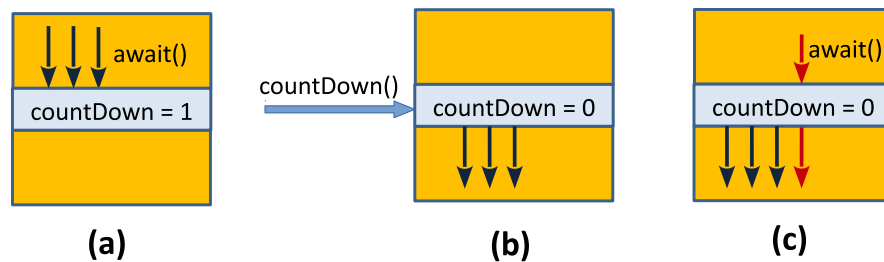 await()
countDown = 1
(a)
countDown()
countDown = 0
(b)
await()
countDown = 0
(c)